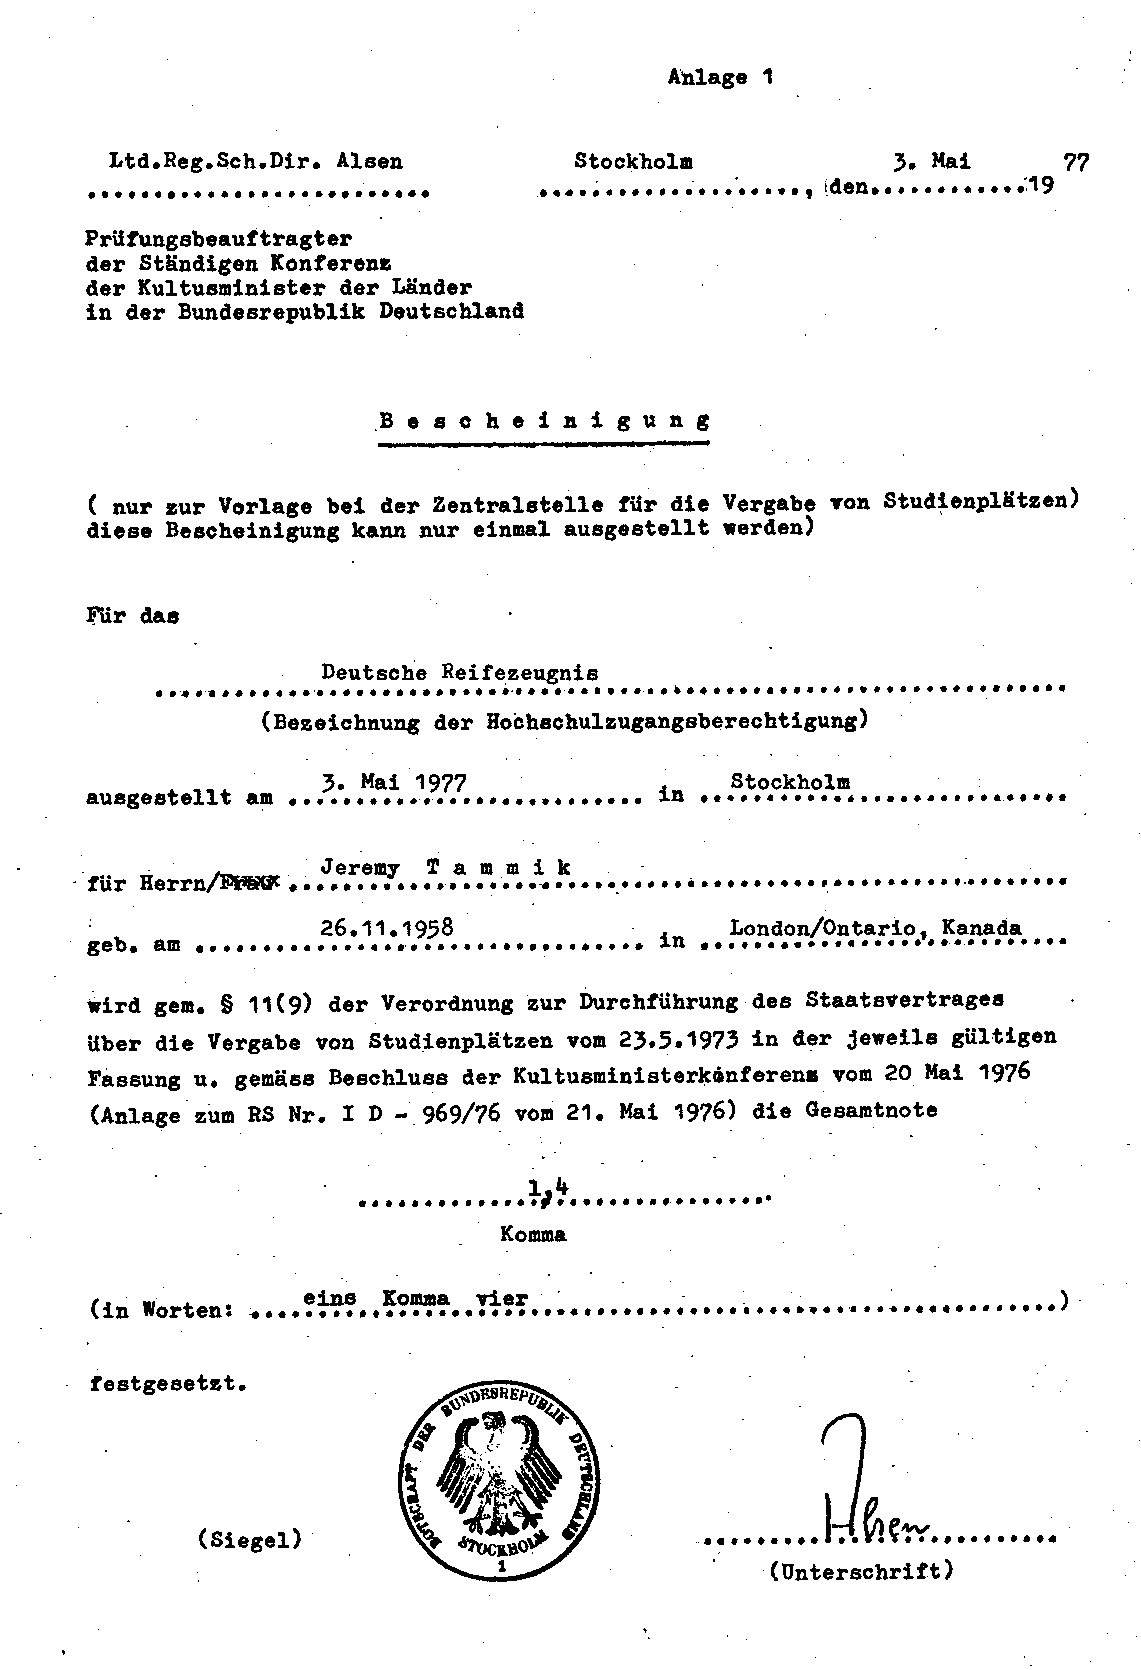 Anlage 1
Ltd.Reg.Sch.Dir. Alsen Stockholm 3. Mai 77
..........................    ...................., den............19
Prüfungsbeauftragter
der Ständigen Konferenz
der Kultusminister der Länder
in der Bundesrepublik Deutschland
B e s c h e i n i g u n g
( nur zur Vorlage bei der Zentralstelle für die Vergabe von Studienplätzen)
diese Bescheinigung kann nur einmal ausgestellt werden)
Für das
Deutsche Reifezeugnis
(Bezeichnung der Hochschulzugangsberechtigung)
ausgestellt am 3. Mai 1977 in Stockholm
für Herrn/Frau Jeremy T a m m i k
geb. am 26.11.1958 in London/Ontario, Kanada
wird gem. § 11(9) der Verordnung zur Durchführung des Staatsvertrages
über die Vergabe von Studienplätzen vom 23.5.1973 in der jeweils gültigen
Fassung u. gemäss Beschluss der Kultusministerkonferenz vom 20 Mai 1976
(Anlage zum RS Nr. I D - 969/76 vom 21. Mai 1976) die Gesamtnote
1,4
Komma
(in Worten: eins Komma vier)
festgesetzt.
BOTSCHAFT DER BUNDESREPUBLIK DEUTSCHLAND
STOCKHOLM
1
Alsen
(Siegel)
(Unterschrift)